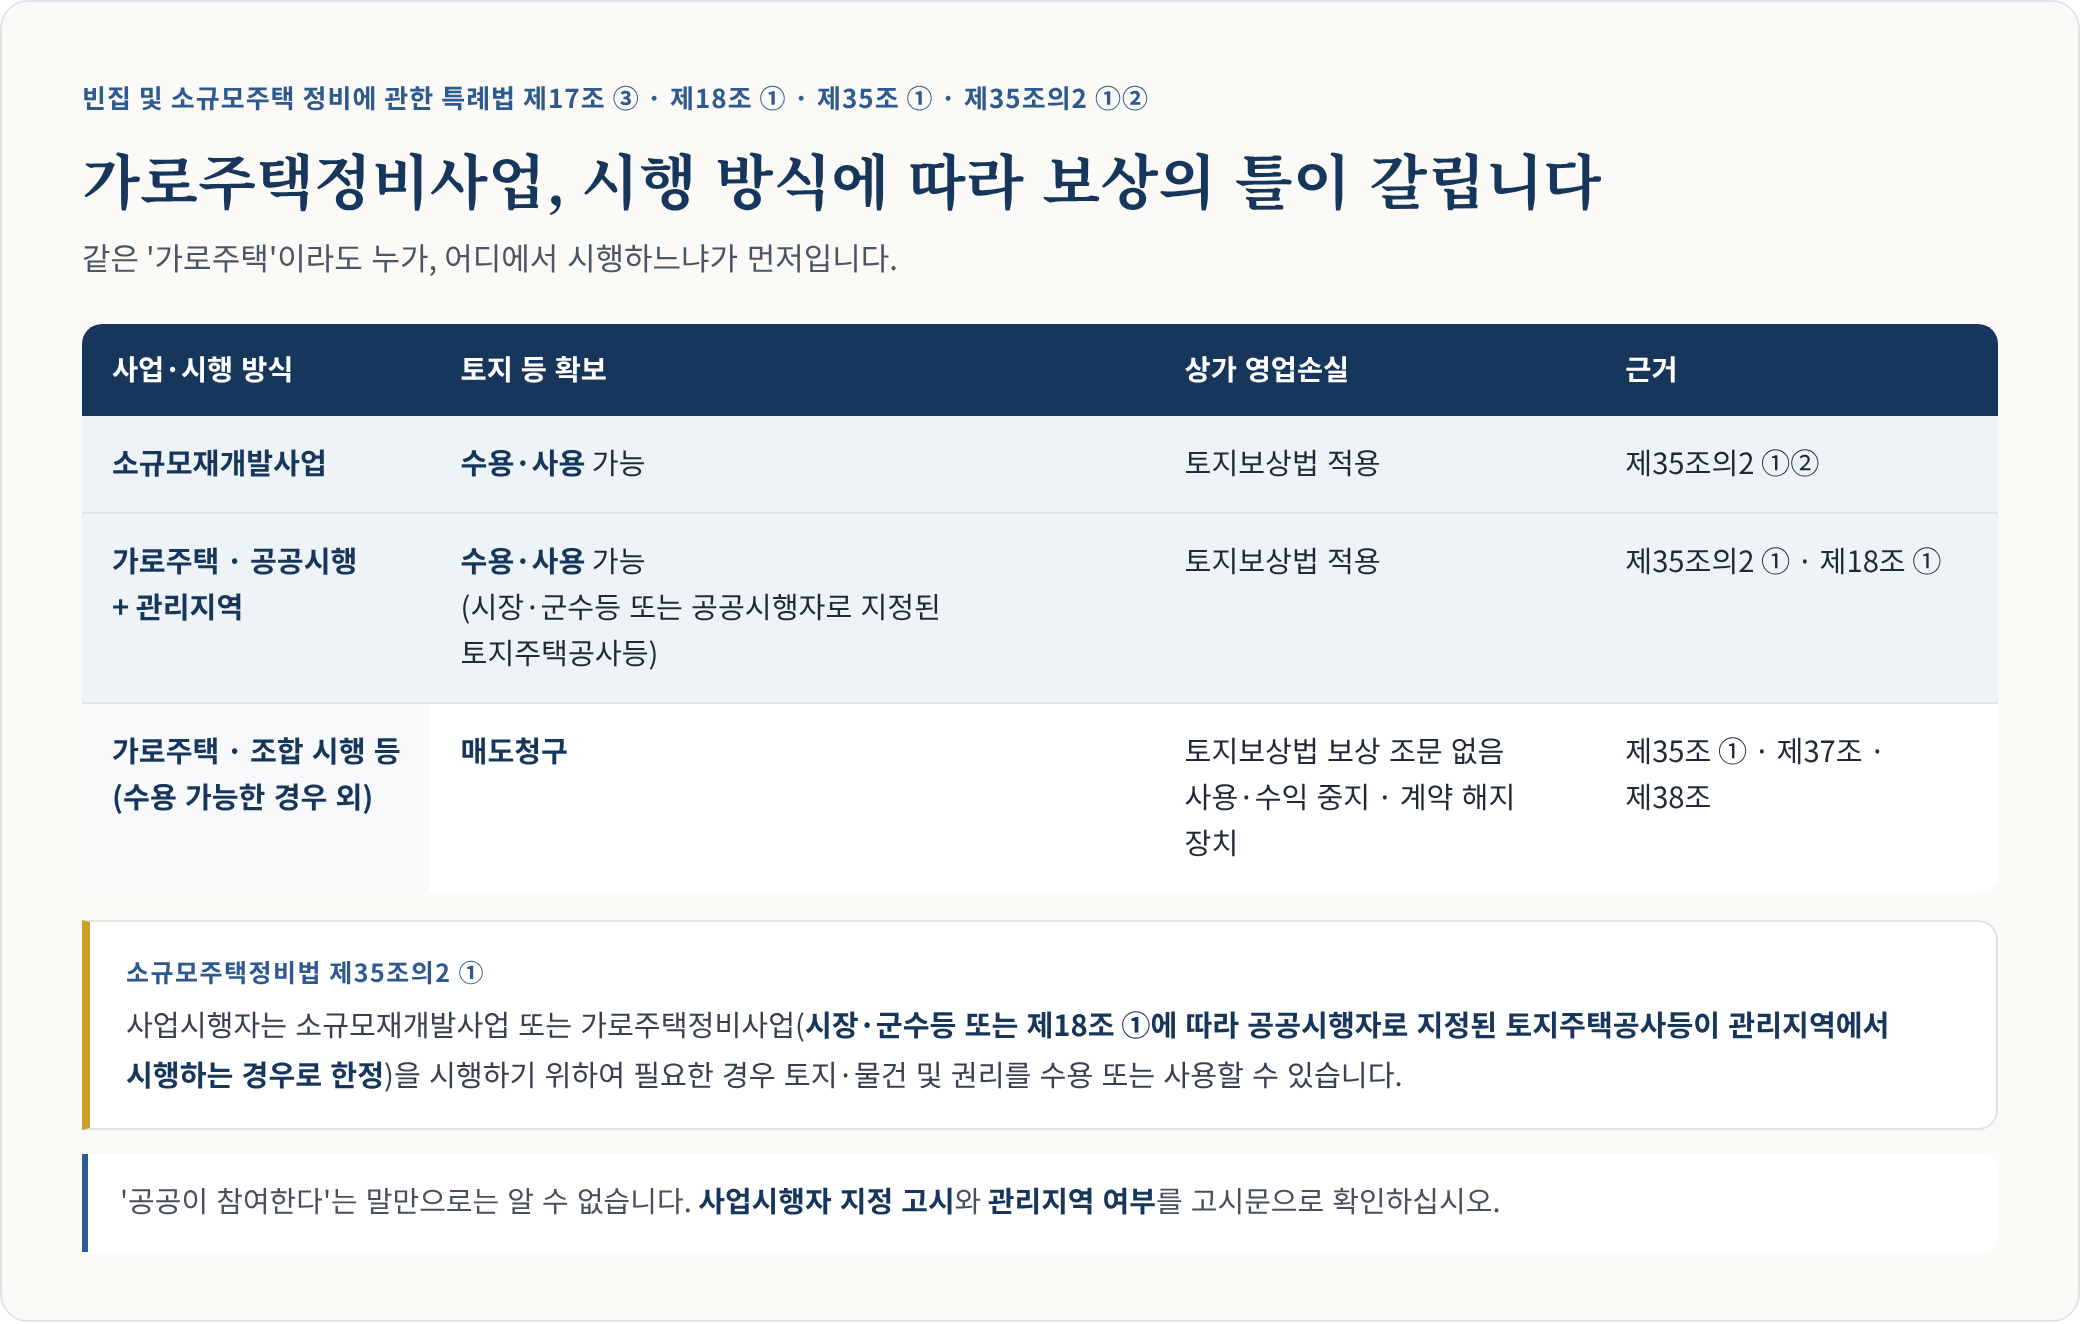 빈집 및 소규모주택 정비에 관한 특례법 제17조 ③ · 제18조 ① · 제35조 ① · 제35조의2 ①②
가로주택정비사업, 시행 방식에 따라 보상의 틀이 갈립니다
같은 '가로주택'이라도 누가, 어디에서 시행하느냐가 먼저입니다.
사업·시행 방식 토지 등 확보 상가 영업손실 근거
소규모재개발사업 수용·사용 가능 토지보상법 적용 제35조의2 ①②
가로주택 · 공공시행
+ 관리지역
수용·사용 가능
(시장·군수등 또는 공공시행자로 지정된
토지주택공사등)
토지보상법 적용
제35조의2 ① · 제18조 ①
가로주택 · 조합 시행 등
(수용 가능한 경우 외)
매도청구
토지보상법 보상 조문 없음
사용·수익 중지 · 계약 해지
장치
제35조 ① · 제37조 ·
제38조
소규모주택정비법 제35조의2 ①
사업시행자는 소규모재개발사업 또는 가로주택정비사업(시장·군수등 또는 제18조 ①에 따라 공공시행자로 지정된 토지주택공사등이 관리지역에서
시행하는 경우로 한정)을 시행하기 위하여 필요한 경우 토지·물건 및 권리를 수용 또는 사용할 수 있습니다.
'공공이 참여한다'는 말만으로는 알 수 없습니다. 사업시행자 지정 고시와 관리지역 여부를 고시문으로 확인하십시오.